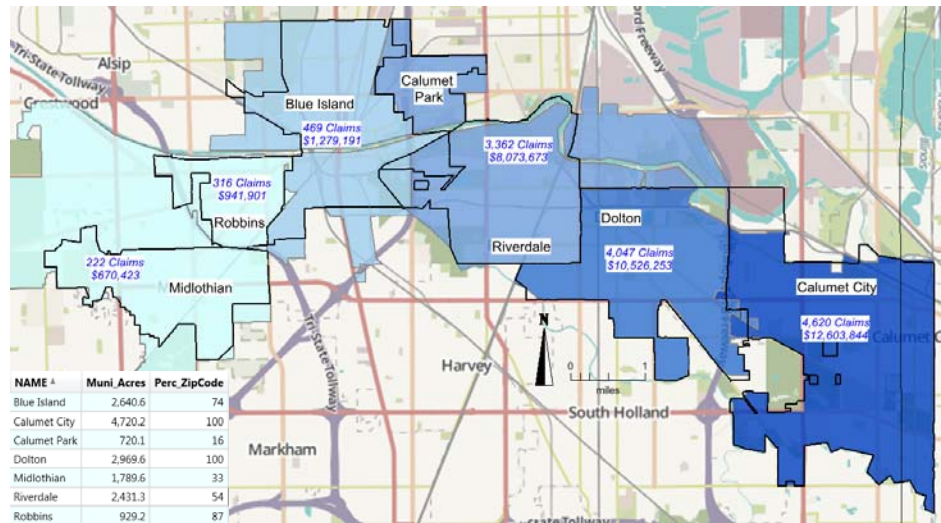 Alsip
Tri-State Tollway
Crestwood
ord Freeway
Calumet
Park
Blue Island
469 Claims
$1,279,191
3,362 Claims
$8,073,673
316 Claims
$941,901
Robbins
Dolton
Riverdale
4,047 Claims
$10,526,253
222 Claims
$670,423
Midlothian
Calumet City
4,620 Claims
$12,603,844
Calumet C
Tri-State Tollway
N
0 1
miles
Harvey
South Holland
Markham
state Tollway
NAME Muni_Acres Perc_ZipCode
Blue Island 2,640.6 74
Calumet City 4,720.2 100
Calumet Park 720.1 16
Dolton 2,969.6 100
Midlothian 1,789.6 33
Riverdale 2,431.3 54
Robbins 929.2 87